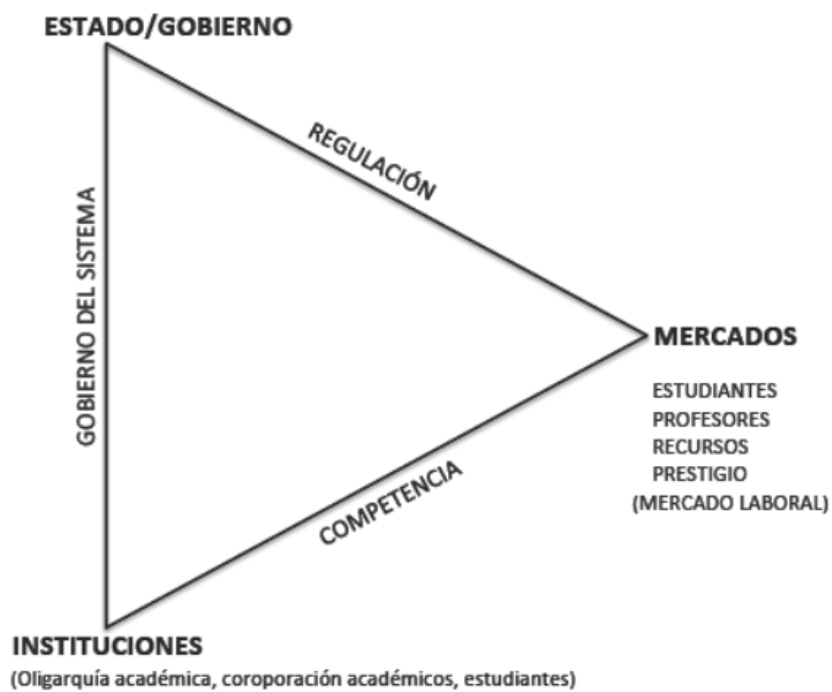 ESTADO/GOBIERNO
REGULACIÓN
GOBIERNO DEL SISTEMA
MERCADOS
ESTUDIANTES
PROFESORES
RECURSOS
PRESTIGIO
(MERCADO LABORAL)
COMPETENCIA
INSTITUCIONES
(Oligarquía académica, coroporación académicos, estudiantes)